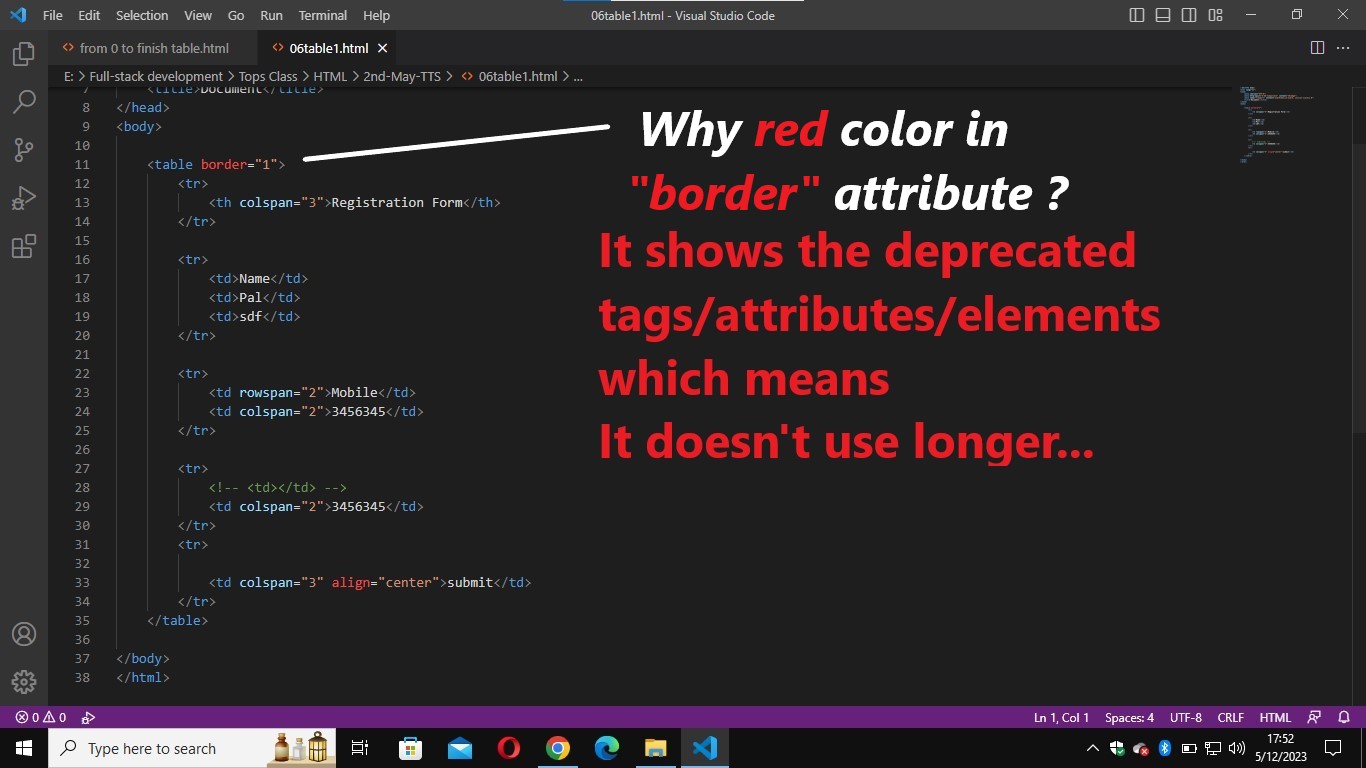 File Edit Selection View Go Run Terminal Help 06table1.html - Visual Studio Code
from 0 to finish table.html 06table1.html
E: > Full-stack development > Tops Class > HTML > 2nd-May-TTS > 06table1.html > ...
7 <title>Document</title>
8 </head>
9 <body>
10
11 <table border="1">
12 <tr>
13 <th colspan="3">Registration Form</th>
14 </tr>
15
16 <tr>
17 <td>Name</td>
18 <td>Pal</td>
19 <td>sdf</td>
20 </tr>
21
22 <tr>
23 <td rowspan="2">Mobile</td>
24 <td colspan="2">3456345</td>
25 </tr>
26
27 <tr>
28 <!-- <td></td> -->
29 <td colspan="2">3456345</td>
30 </tr>
31 <tr>
32
33 <td colspan="3" align="center">submit</td>
34 </tr>
35 </table>
36
37 </body>
38 </html>
Why red color in
"border" attribute ?
It shows the deprecated
tags/attributes/elements
which means
It doesn't use longer...
0 0 Ln 1, Col 1 Spaces: 4 UTF-8 CRLF HTML
Type here to search
17:52
5/12/2023